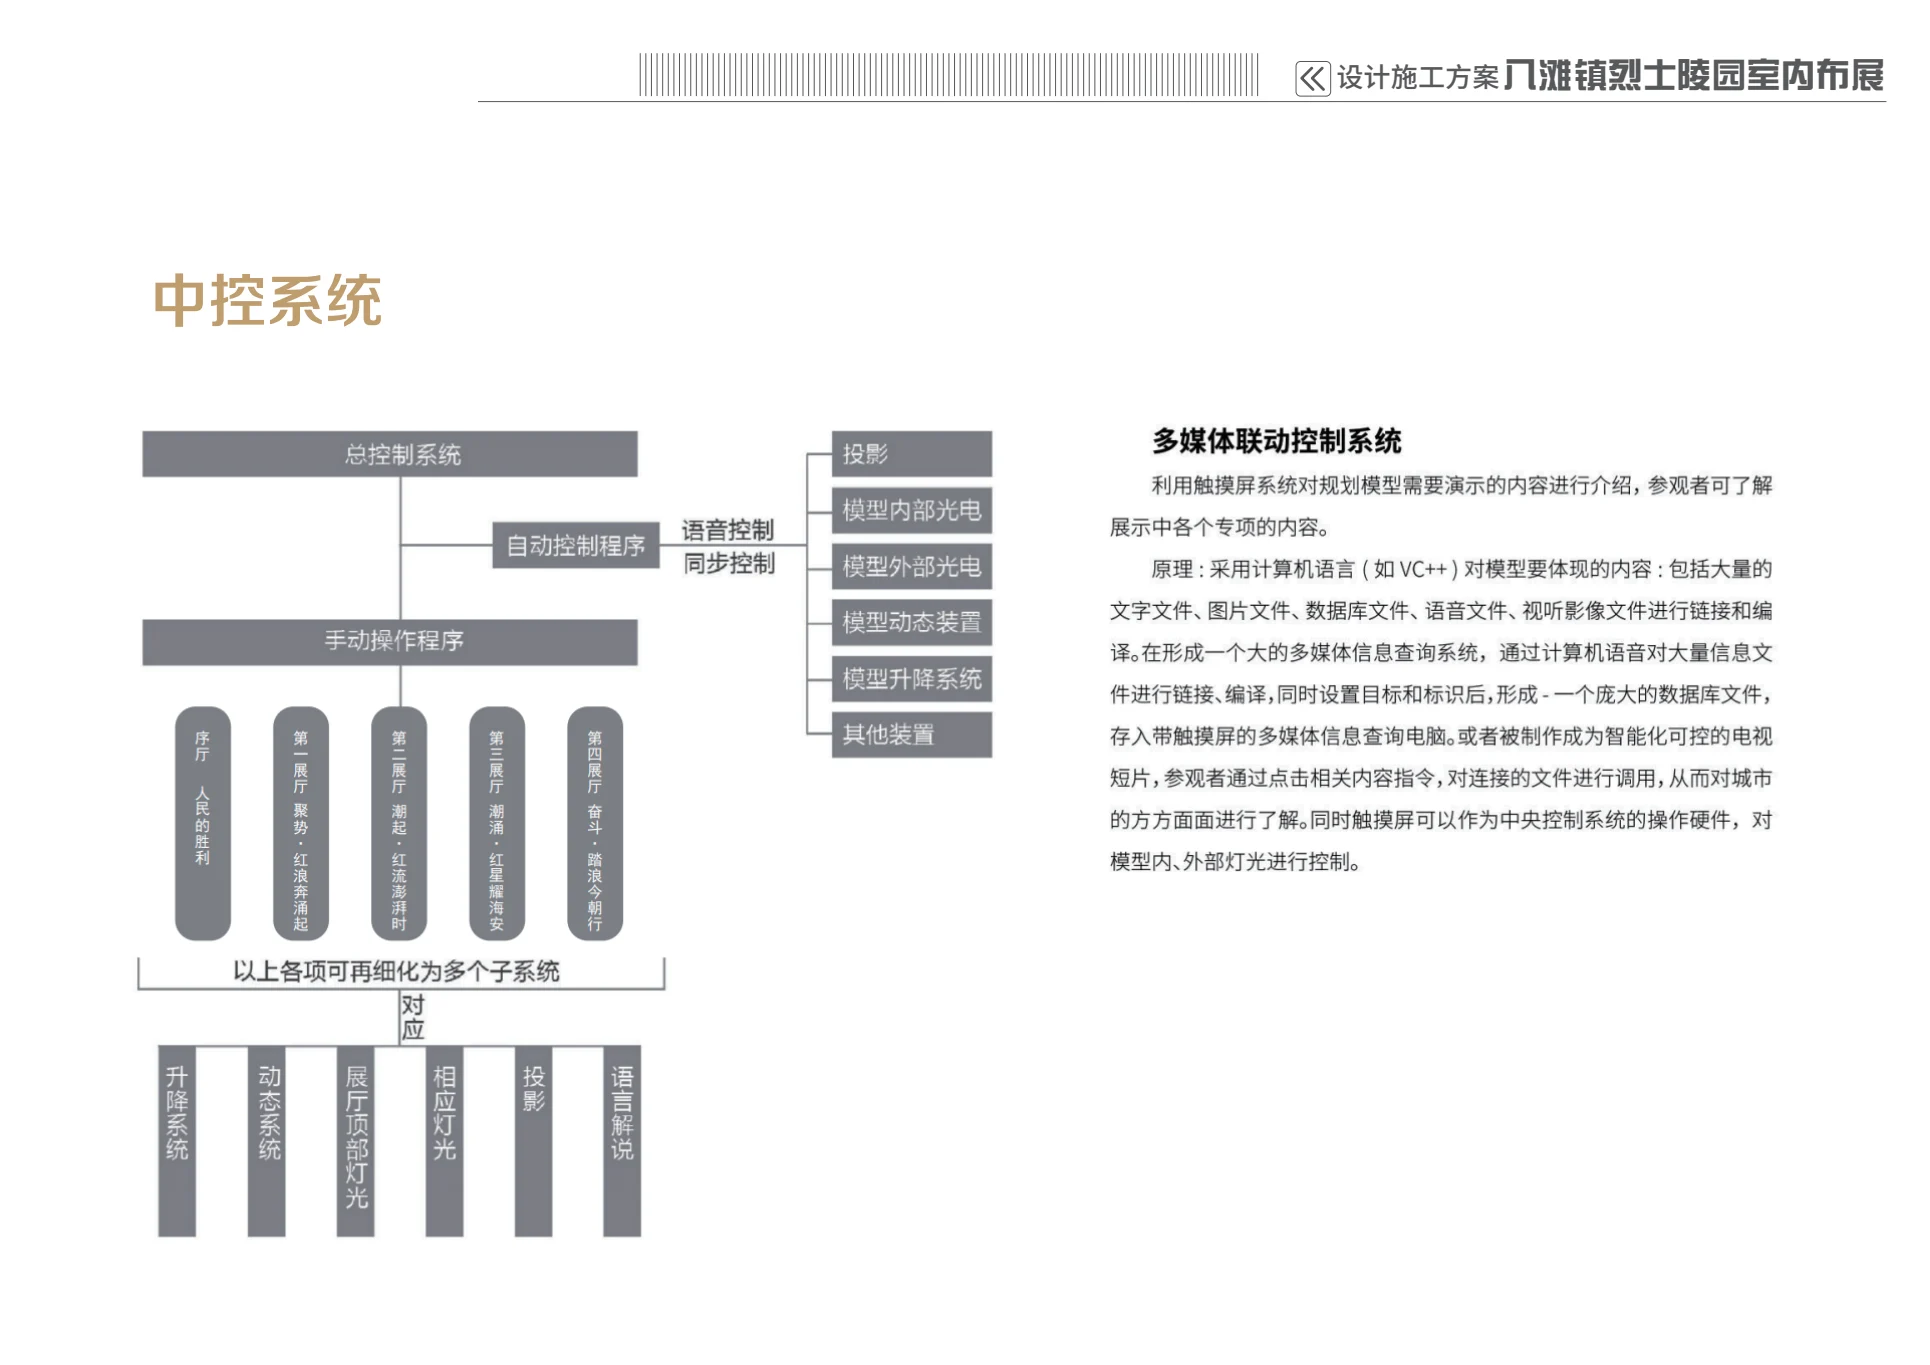 设计施工方案八滩镇烈士陵园室内布展
中控系统
总控制系统
自动控制程序
语音控制
同步控制
手动操作程序
投影
模型内部光电
模型外部光电
模型动态装置
模型升降系统
其他装置
序厅 人民的胜利
第一展厅 聚势·红浪奔涌起
第二展厅 潮起·红流澎湃时
第三展厅 潮涌·红星耀海安
第四展厅 奋斗·踏浪今朝行
以上各项可再细化为多个子系统
对应
升降系统
动态系统
展厅顶部灯光
相应灯光
投影
语言解说
多媒体联动控制系统
利用触摸屏系统对规划模型需要演示的内容进行介绍，参观者可了解
展示中各个专项的内容。
原理：采用计算机语言 ( 如 VC++ ) 对模型要体现的内容：包括大量的
文字文件、图片文件、数据库文件、语音文件、视听影像文件进行链接和编
译。在形成一个大的多媒体信息查询系统，通过计算机语音对大量信息文
件进行链接、编译，同时设置目标和标识后，形成 - 一个庞大的数据库文件，
存入带触摸屏的多媒体信息查询电脑。或者被制作成为智能化可控的电视
短片，参观者通过点击相关内容指令，对连接的文件进行调用，从而对城市
的方方面面进行了解。同时触摸屏可以作为中央控制系统的操作硬件，对
模型内、外部灯光进行控制。